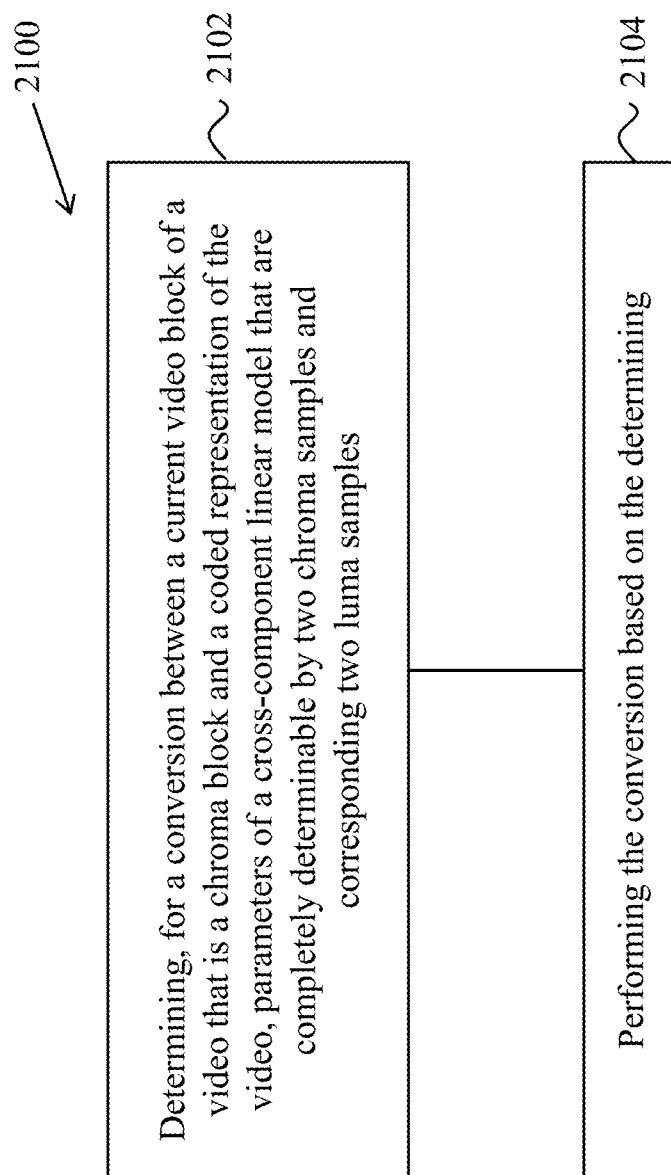 2100
2102
Determining, for a conversion between a current video block of a
video that is a chroma block and a coded representation of the
video, parameters of a cross-component linear model that are
completely determinable by two chroma samples and
corresponding two luma samples
2104
Performing the conversion based on the determining